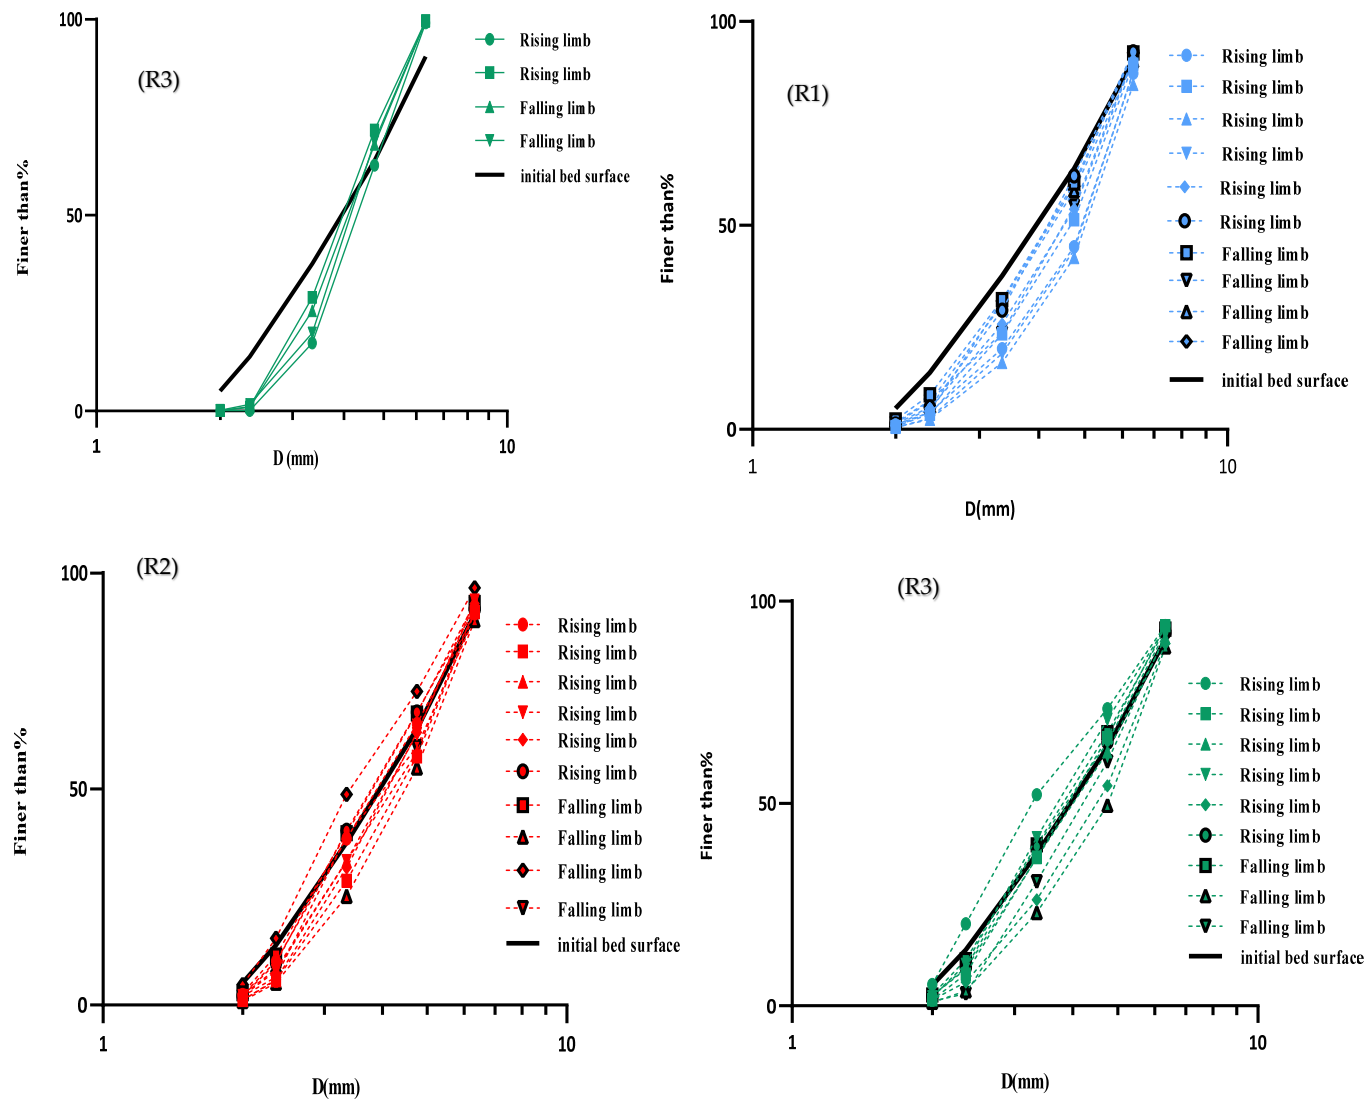 (R3)
Finer than%
100
50
0
1
10
D (mm)
Rising limb
Rising limb
Falling limb
Falling limb
initial bed surface
(R1)
Finer than%
100
50
0
1
10
D(mm)
Rising limb
Rising limb
Rising limb
Rising limb
Rising limb
Rising limb
Falling limb
Falling limb
Falling limb
Falling limb
initial bed surface
(R2)
Finer than%
100
50
0
1
10
D(mm)
Rising limb
Rising limb
Rising limb
Rising limb
Rising limb
Rising limb
Falling limb
Falling limb
Falling limb
Falling limb
initial bed surface
(R3)
Finer than%
100
50
0
1
10
D(mm)
Rising limb
Rising limb
Rising limb
Rising limb
Rising limb
Rising limb
Falling limb
Falling limb
Falling limb
initial bed surface